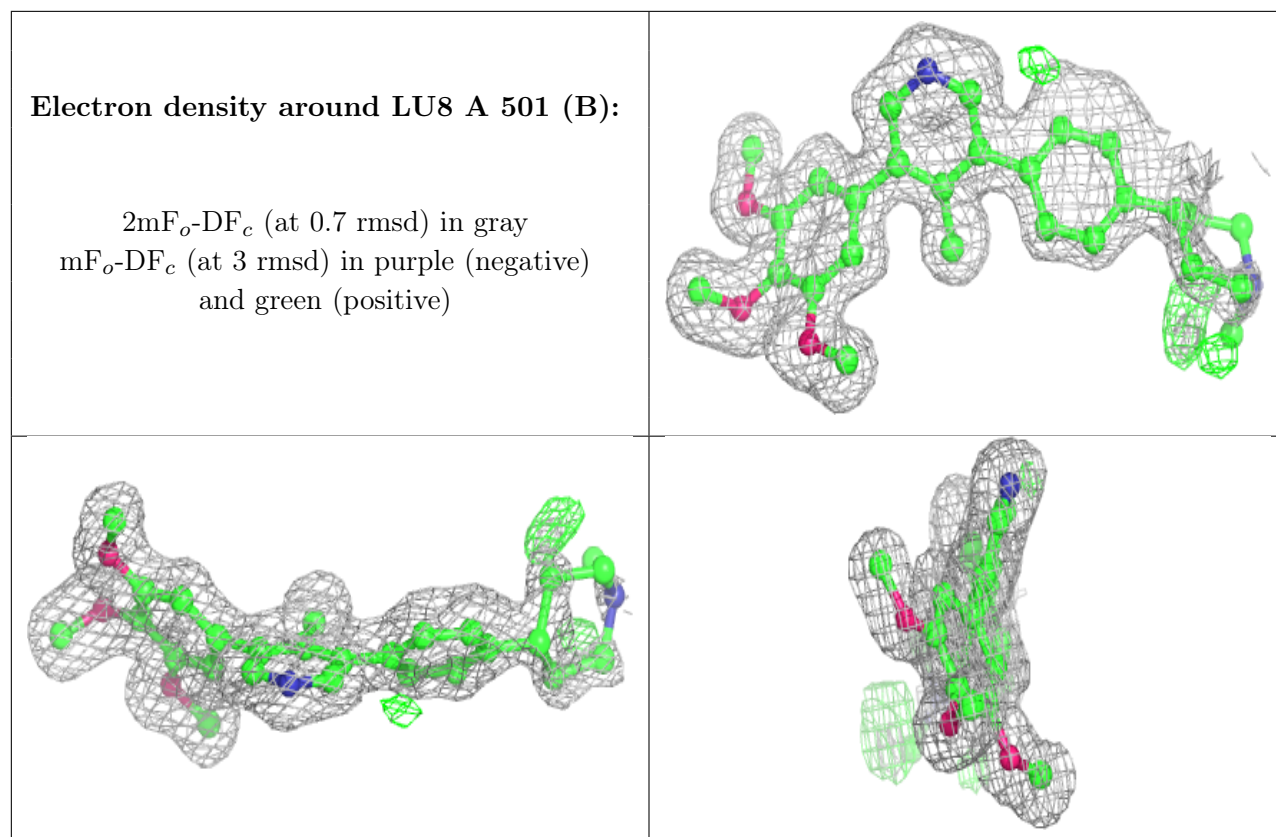 Electron density around LU8 A 501 (B):
2mFo-DFc (at 0.7 rmsd) in gray
mFo-DFc (at 3 rmsd) in purple (negative)
and green (positive)